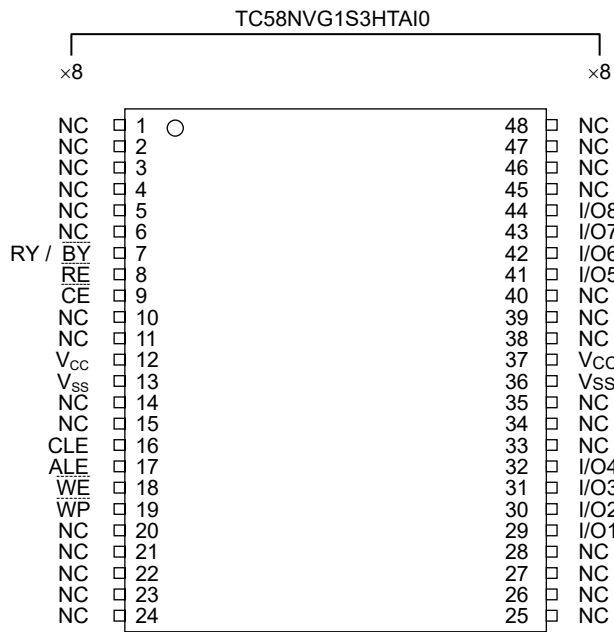 TC58NVG1S3HTAI0
×8 ×8
NC 1 48 NC
NC 2 47 NC
NC 3 46 NC
NC 4 45 NC
NC 5 44 I/O8
NC 6 43 I/O7
RY / BY 7 42 I/O6
RE 8 41 I/O5
CE 9 40 NC
NC 10 39 NC
NC 11 38 NC
VCC 12 37 VCC
VSS 13 36 VSS
NC 14 35 NC
NC 15 34 NC
CLE 16 33 NC
ALE 17 32 I/O4
WE 18 31 I/O3
WP 19 30 I/O2
NC 20 29 I/O1
NC 21 28 NC
NC 22 27 NC
NC 23 26 NC
NC 24 25 NC